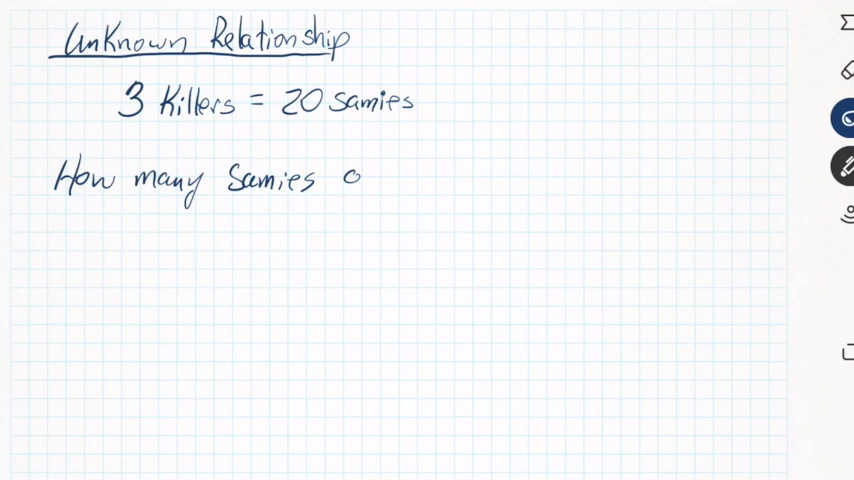 Unknown Relationship
3 Killers = 20 Samies
How many Samies o